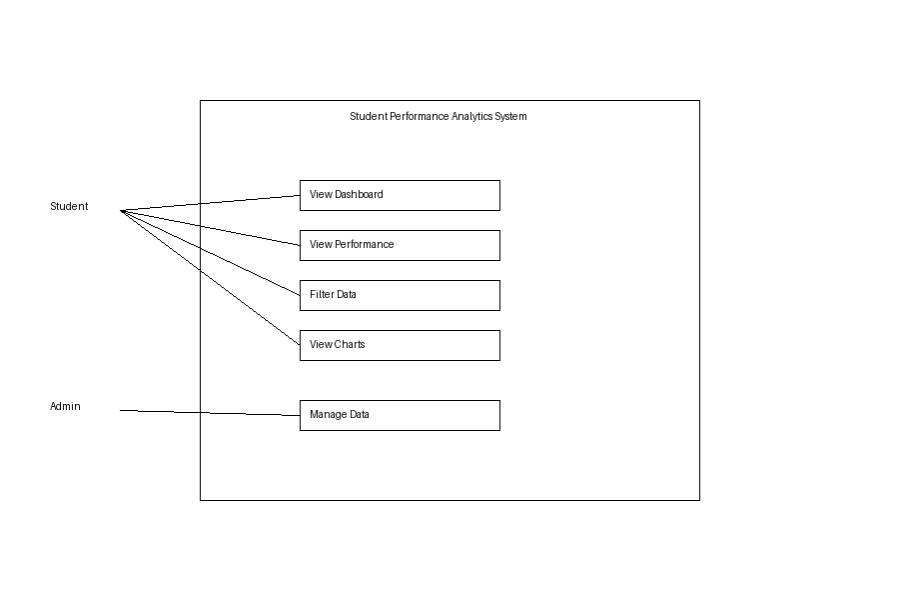 Student Performance Analytics System
View Dashboard
Student
View Performance
Filter Data
View Charts
Admin
Manage Data